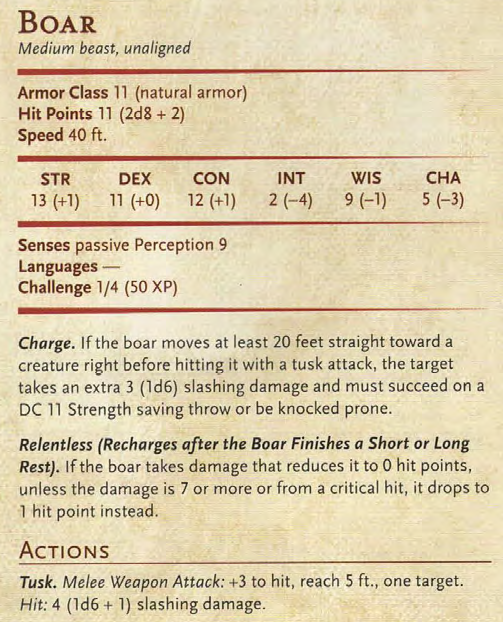 BOAR
Medium beast, unaligned
Armor Class 11 (natural armor)
Hit Points 11 (2d8 + 2)
Speed 40 ft.
STR DEX CON INT WIS CHA
13 (+1) 11 (+0) 12 (+1) 2 (−4) 9 (−1) 5 (−3)
Senses passive Perception 9
Languages —
Challenge 1/4 (50 XP)
Charge. If the boar moves at least 20 feet straight toward a
creature right before hitting it with a tusk attack, the target
takes an extra 3 (1d6) slashing damage and must succeed on a
DC 11 Strength saving throw or be knocked prone.
Relentless (Recharges after the Boar Finishes a Short or Long
Rest). If the boar takes damage that reduces it to 0 hit points,
unless the damage is 7 or more or from a critical hit, it drops to
1 hit point instead.
ACTIONS
Tusk. Melee Weapon Attack: +3 to hit, reach 5 ft., one target.
Hit: 4 (1d6 + 1) slashing damage.